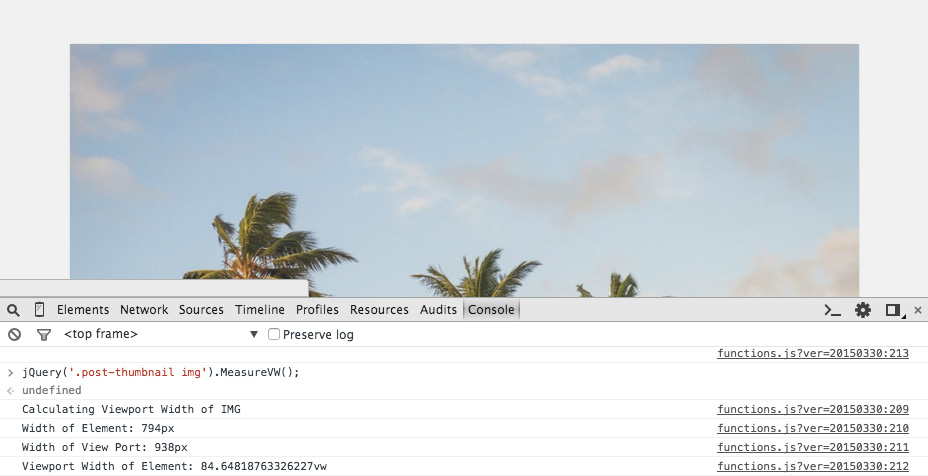 Elements Network Sources Timeline Profiles Resources Audits Console
<top frame> Preserve log
functions.js?ver=20150330:213
jQuery('.post-thumbnail img').MeasureVW();
undefined
Calculating Viewport Width of IMG functions.js?ver=20150330:209
Width of Element: 794px functions.js?ver=20150330:210
Width of View Port: 938px functions.js?ver=20150330:211
Viewport Width of Element: 84.64818763326227vw functions.js?ver=20150330:212